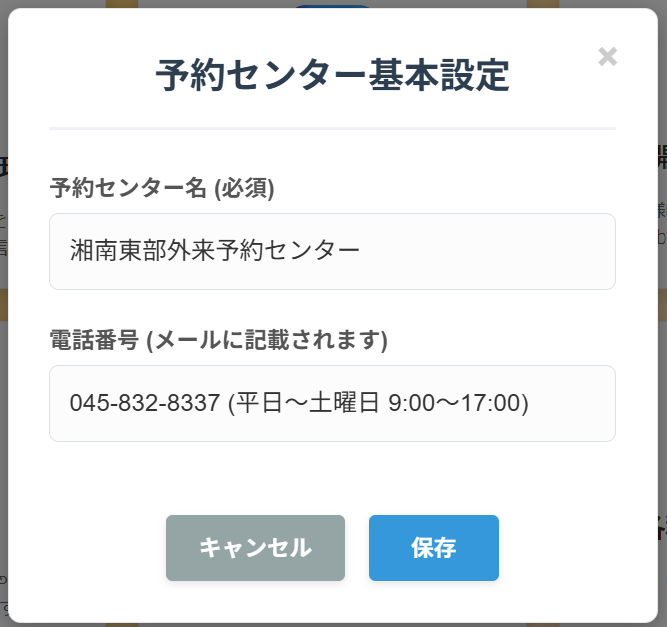 予約センター基本設定
×
予約センター名 (必須)
湘南東部外来予約センター
電話番号 (メールに記載されます)
045-832-8337 (平日～土曜日 9:00～17:00)
キャンセル
保存